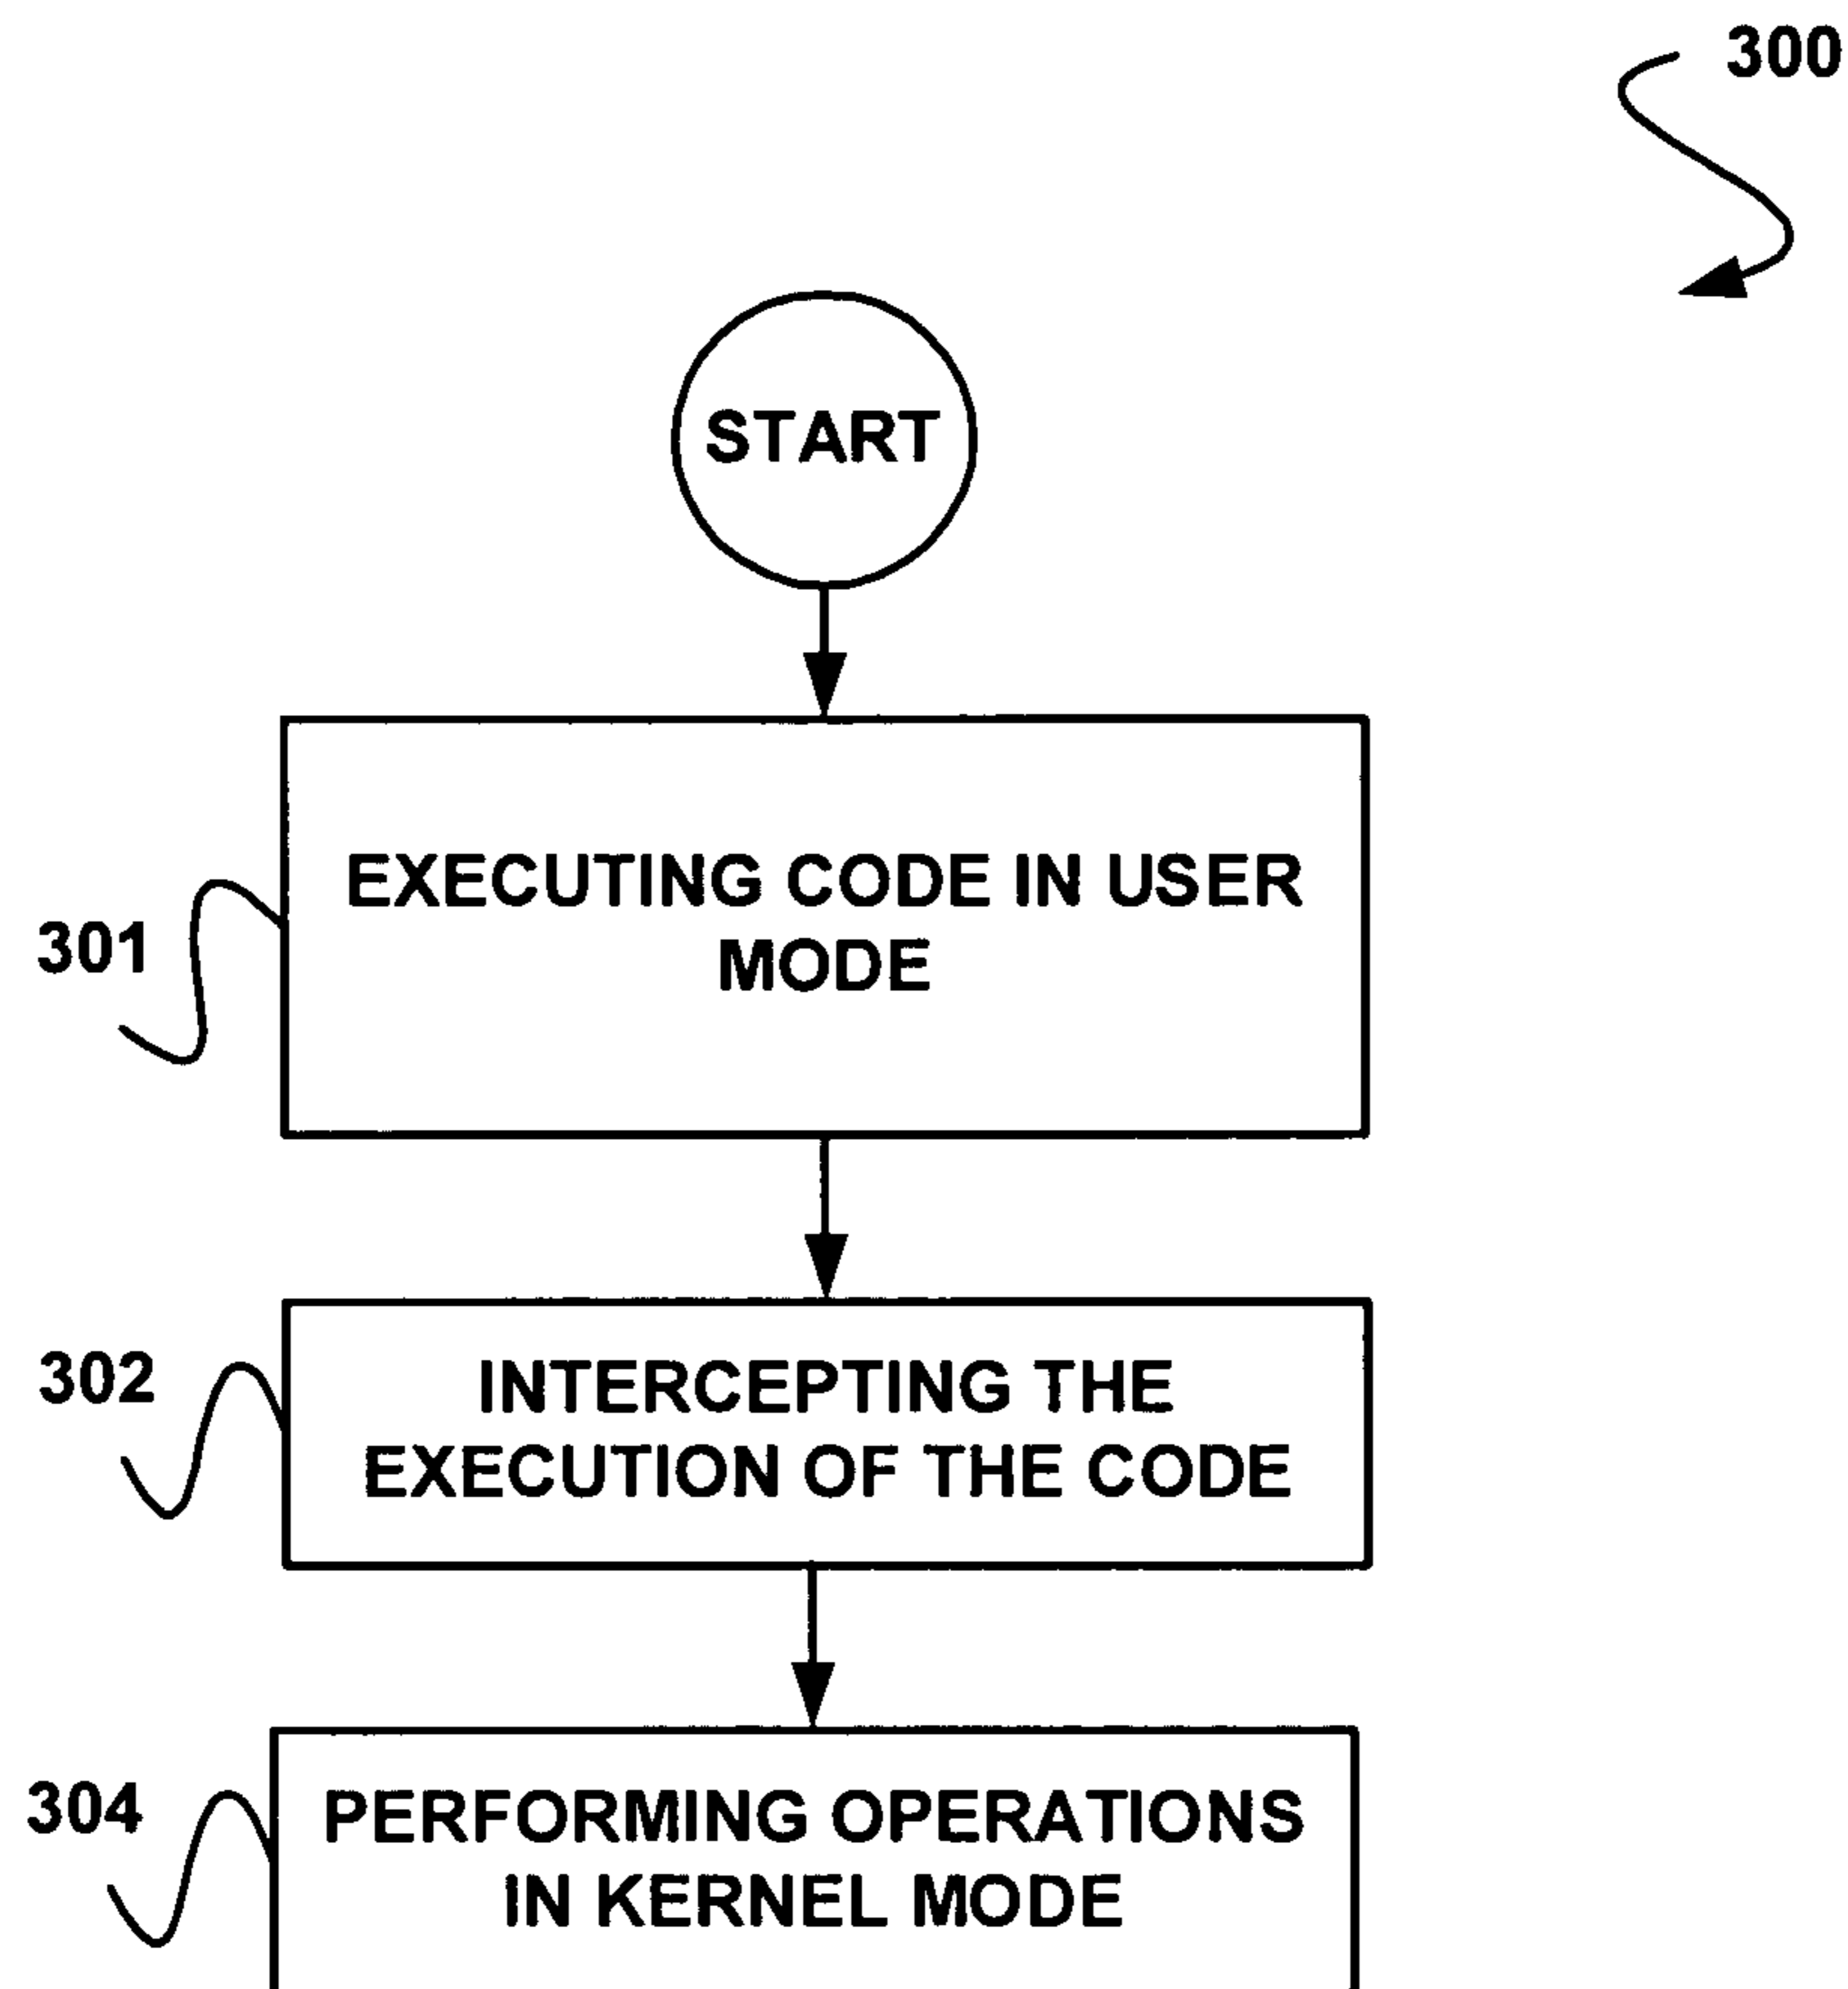 300
START
EXECUTING CODE IN USER
MODE
301
INTERCEPTING THE
EXECUTION OF THE CODE
302
PERFORMING OPERATIONS
IN KERNEL MODE
304